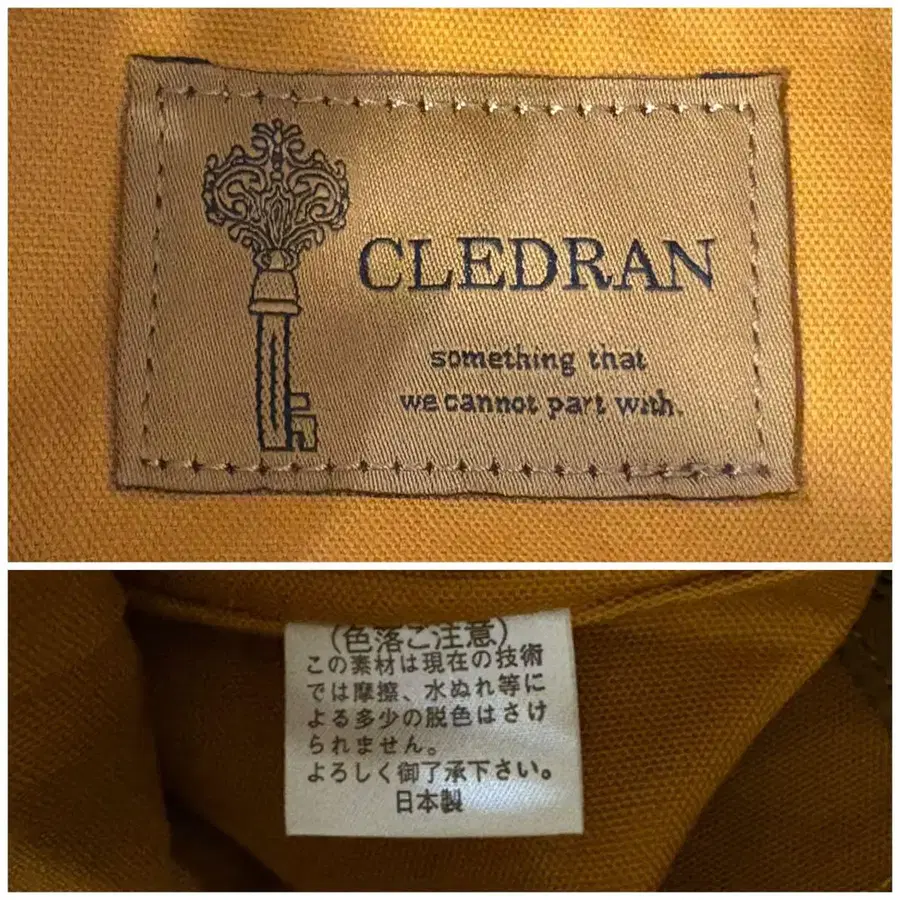 CLEDRAN
something that
we cannot part with.
(色落ご注意)
この素材は現在の技術
では摩擦、水ぬれ等に
よる多少の脱色はさけ
られません。
よろしく御了承下さい。
日本製